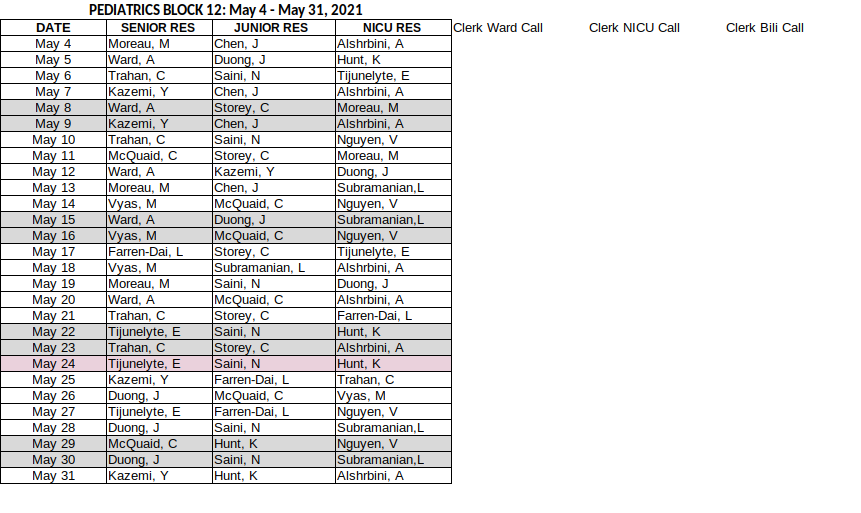 PEDIATRICS BLOCK 12: May 4 - May 31, 2021
DATE SENIOR RES JUNIOR RES NICU RES Clerk Ward Call Clerk NICU Call Clerk Bili Call
May 4 Moreau, M Chen, J Alshrbini, A
May 5 Ward, A Duong, J Hunt, K
May 6 Trahan, C Saini, N Tijunelyte, E
May 7 Kazemi, Y Chen, J Alshrbini, A
May 8 Ward, A Storey, C Moreau, M
May 9 Kazemi, Y Chen, J Alshrbini, A
May 10 Trahan, C Saini, N Nguyen, V
May 11 McQuaid, C Storey, C Moreau, M
May 12 Ward, A Kazemi, Y Duong, J
May 13 Moreau, M Chen, J Subramanian,L
May 14 Vyas, M McQuaid, C Nguyen, V
May 15 Ward, A Duong, J Subramanian,L
May 16 Vyas, M McQuaid, C Nguyen, V
May 17 Farren-Dai, L Storey, C Tijunelyte, E
May 18 Vyas, M Subramanian, L Alshrbini, A
May 19 Moreau, M Saini, N Duong, J
May 20 Ward, A McQuaid, C Alshrbini, A
May 21 Trahan, C Storey, C Farren-Dai, L
May 22 Tijunelyte, E Saini, N Hunt, K
May 23 Trahan, C Storey, C Alshrbini, A
May 24 Tijunelyte, E Saini, N Hunt, K
May 25 Kazemi, Y Farren-Dai, L Trahan, C
May 26 Duong, J McQuaid, C Vyas, M
May 27 Tijunelyte, E Farren-Dai, L Nguyen, V
May 28 Duong, J Saini, N Subramanian,L
May 29 McQuaid, C Hunt, K Nguyen, V
May 30 Duong, J Saini, N Subramanian,L
May 31 Kazemi, Y Hunt, K Alshrbini, A